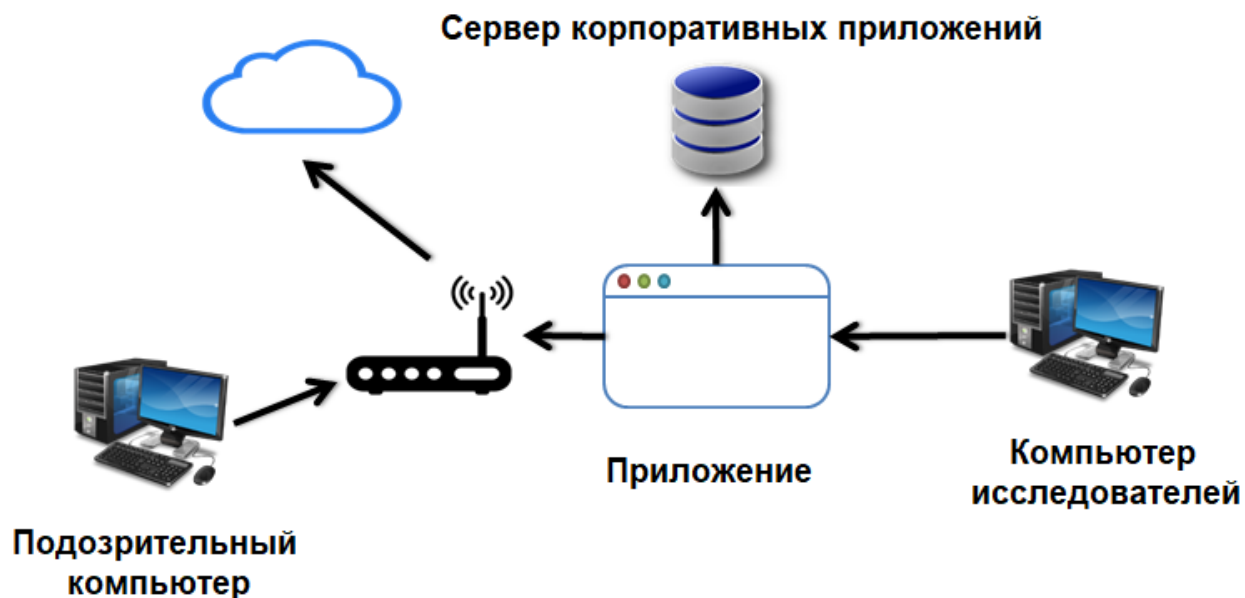 Сервер корпоративных приложений
Приложение
Компьютер
исследователей
Подозрительный
компьютер